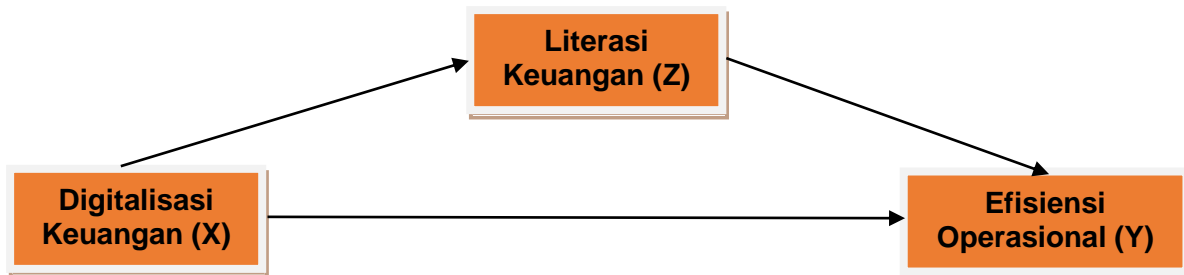 Literasi
Keuangan (Z)
Digitalisasi
Keuangan (X)
Efisiensi
Operasional (Y)